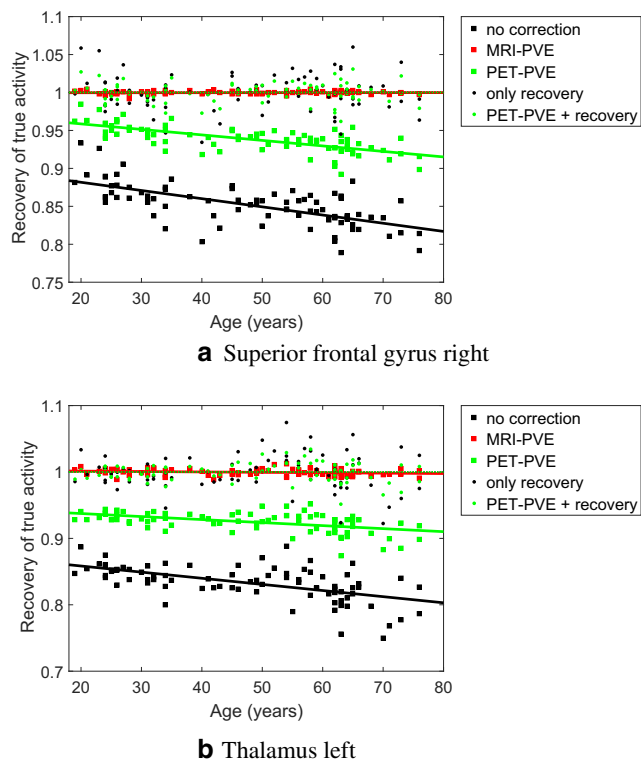 1.1
1.05
1
0.95
0.9
0.85
0.8
0.75
Recovery of true activity
20 30 40 50 60 70 80
Age (years)
no correction
MRI-PVE
PET-PVE
only recovery
PET-PVE + recovery
a Superior frontal gyrus right
1.1
1
0.9
0.8
0.7
Recovery of true activity
20 30 40 50 60 70 80
Age (years)
no correction
MRI-PVE
PET-PVE
only recovery
PET-PVE + recovery
b Thalamus left